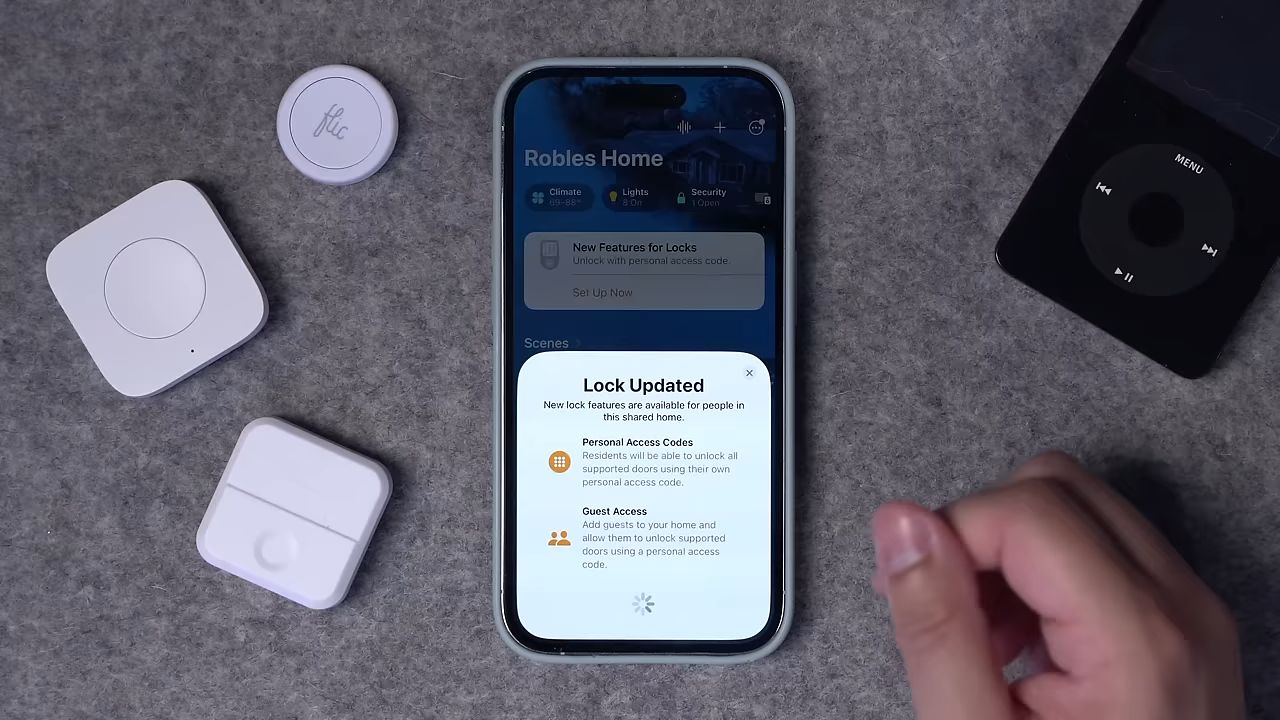 flic
Robles Home
Climate
69–88°
Lights
8 On
Security
1 Open
New Features for Locks
Unlock with personal access code.
Set Up Now
Scenes
Lock Updated
New lock features are available for people in
this shared home.
Personal Access Codes
Residents will be able to unlock all
supported doors using their own
personal access code.
Guest Access
Add guests to your home and
allow them to unlock supported
doors using a personal access
code.
MENU